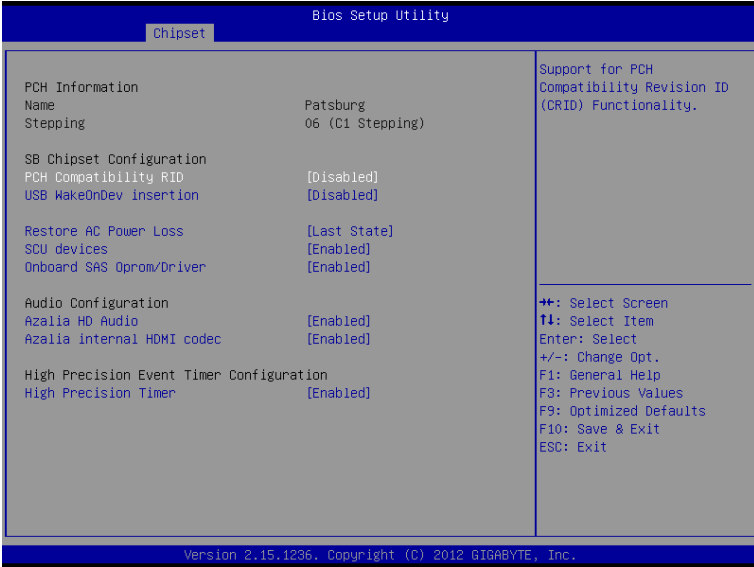 Bios Setup Utility
Chipset
PCH Information
Name Patsburg
Stepping 06 (C1 Stepping)
SB Chipset Configuration
PCH Compatibility RID [Disabled]
USB WakeOnDev insertion [Disabled]
Restore AC Power Loss [Last State]
SCU devices [Enabled]
Onboard SAS Oprom/Driver [Enabled]
Audio Configuration
Azalia HD Audio [Enabled]
Azalia internal HDMI codec [Enabled]
High Precision Event Timer Configuration
High Precision Timer [Enabled]
Support for PCH
Compatibility Revision ID
(CRID) Functionality.
→←: Select Screen
↑↓: Select Item
Enter: Select
+/-: Change Opt.
F1: General Help
F3: Previous Values
F9: Optimized Defaults
F10: Save & Exit
ESC: Exit
Version 2.15.1236. Copyright (C) 2012 GIGABYTE, Inc.